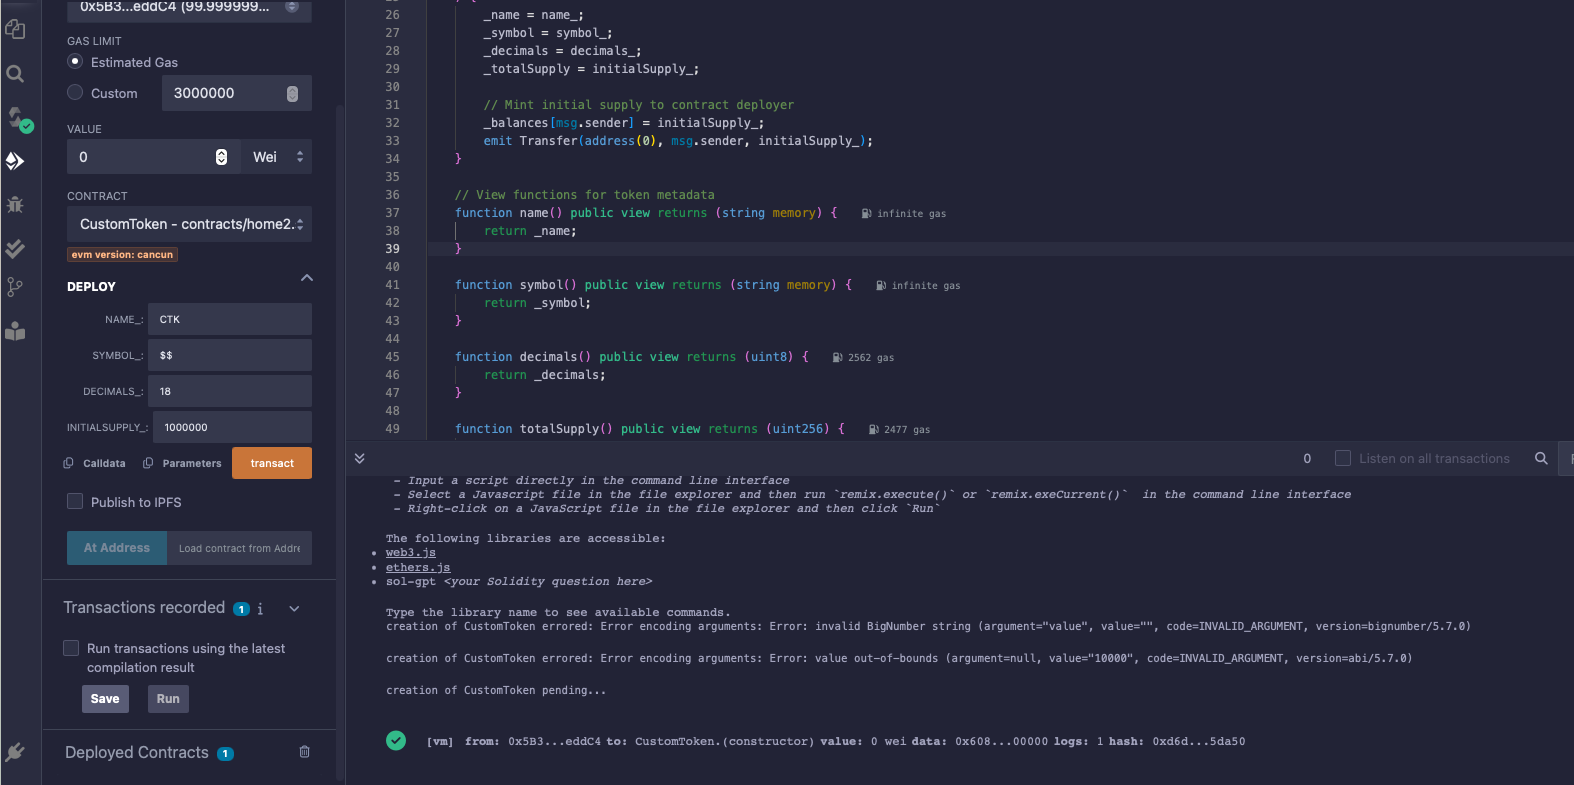 0x5B3...eddC4 (99.999999...
GAS LIMIT
Estimated Gas
Custom
3000000
VALUE
0
Wei
CONTRACT
CustomToken - contracts/home2.
evm version: cancun
DEPLOY
NAME_:
CTK
SYMBOL_:
$$
DECIMALS_:
18
INITIALSUPPLY_:
1000000
Calldata
Parameters
transact
Publish to IPFS
At Address
Load contract from Addre
Transactions recorded 1 i
Run transactions using the latest
compilation result
Save
Run
Deployed Contracts 1
26 _name = name_;
27 _symbol = symbol_;
28 _decimals = decimals_;
29 _totalSupply = initialSupply_;
30
31 // Mint initial supply to contract deployer
32 _balances[msg.sender] = initialSupply_;
33 emit Transfer(address(0), msg.sender, initialSupply_);
34 }
35
36 // View functions for token metadata
37 function name() public view returns (string memory) { infinite gas
38 return _name;
39 }
40
41 function symbol() public view returns (string memory) { infinite gas
42 return _symbol;
43 }
44
45 function decimals() public view returns (uint8) { 2562 gas
46 return _decimals;
47 }
48
49 function totalSupply() public view returns (uint256) { 2477 gas
0
Listen on all transactions
- Input a script directly in the command line interface
- Select a Javascript file in the file explorer and then run `remix.execute()` or `remix.exeCurrent()` in the command line interface
- Right-click on a JavaScript file in the file explorer and then click `Run`
The following libraries are accessible:
• web3.js
• ethers.js
• sol-gpt <your Solidity question here>
Type the library name to see available commands.
creation of CustomToken errored: Error encoding arguments: Error: invalid BigNumber string (argument="value", value="", code=INVALID_ARGUMENT, version=bignumber/5.7.0)
creation of CustomToken errored: Error encoding arguments: Error: value out-of-bounds (argument=null, value="10000", code=INVALID_ARGUMENT, version=abi/5.7.0)
creation of CustomToken pending...
[vm] from: 0x5B3...eddC4 to: CustomToken.(constructor) value: 0 wei data: 0x608...00000 logs: 1 hash: 0xd6d...5da50